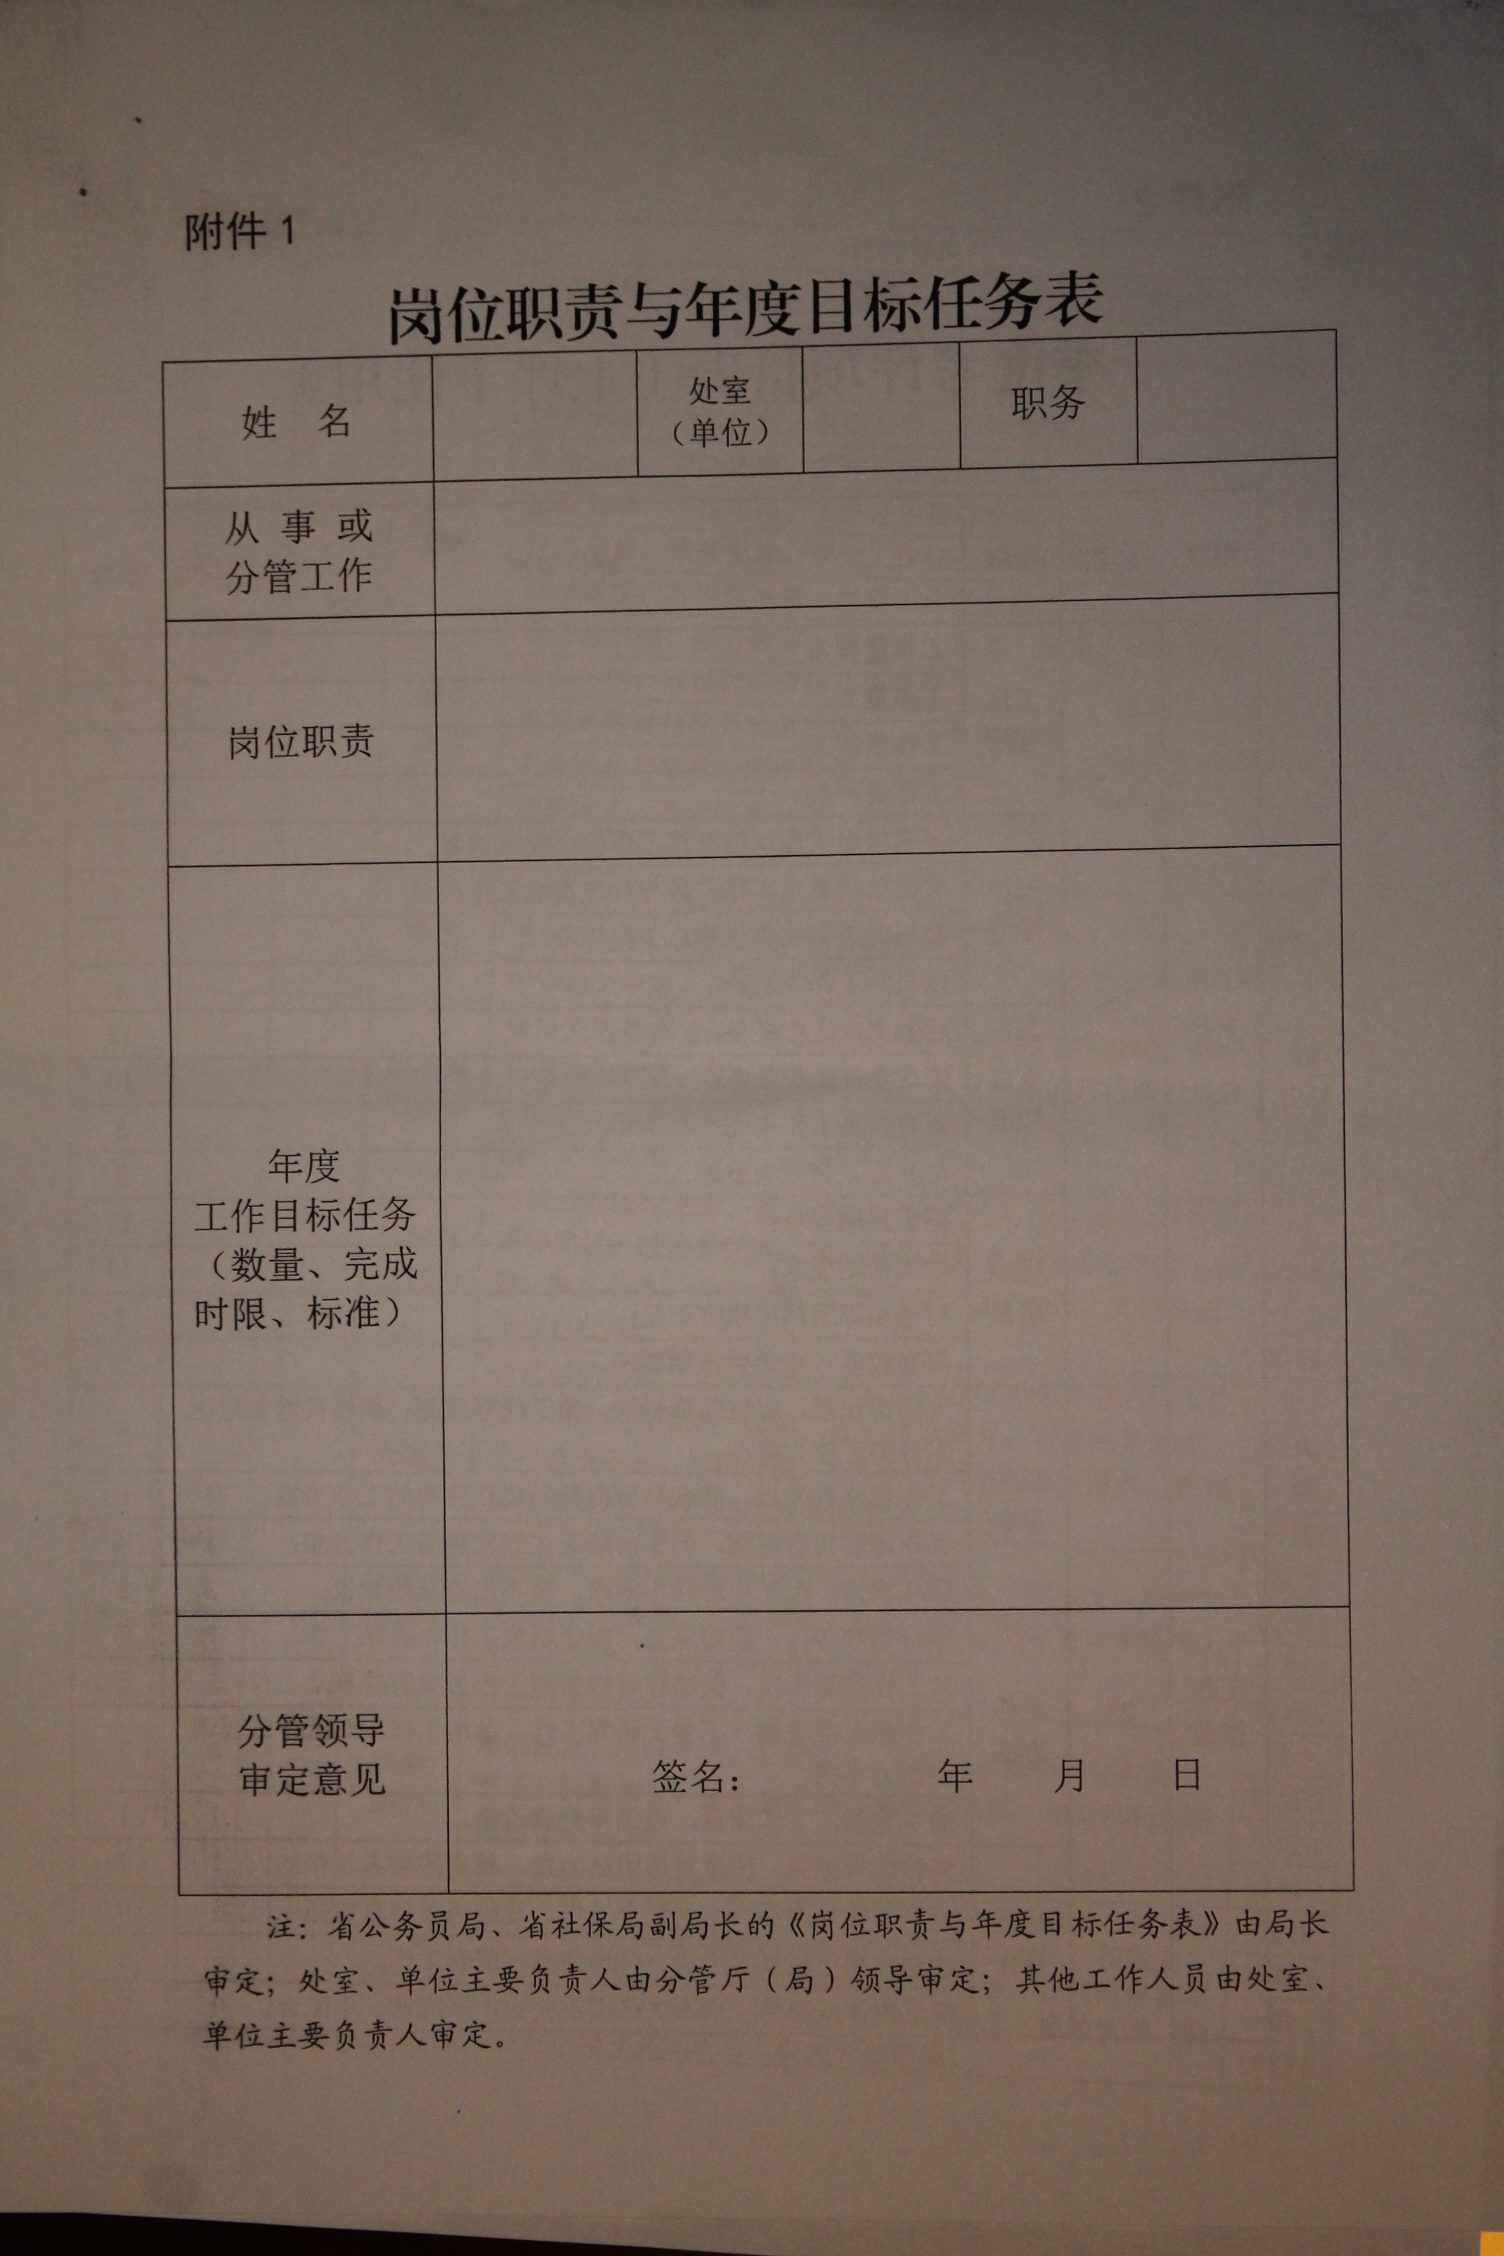 附件 1
岗位职责与年度目标任务表
姓 名
处室
（单位）
职务
从 事 或
分管工作
岗位职责
年度
工作目标任务
（数量、完成
时限、标准）
分管领导
审定意见
签名： 年 月 日
注：省公务员局、省社保局副局长的《岗位职责与年度目标任务表》由局长
审定；处室、单位主要负责人由分管厅（局）领导审定；其他工作人员由处室、
单位主要负责人审定。